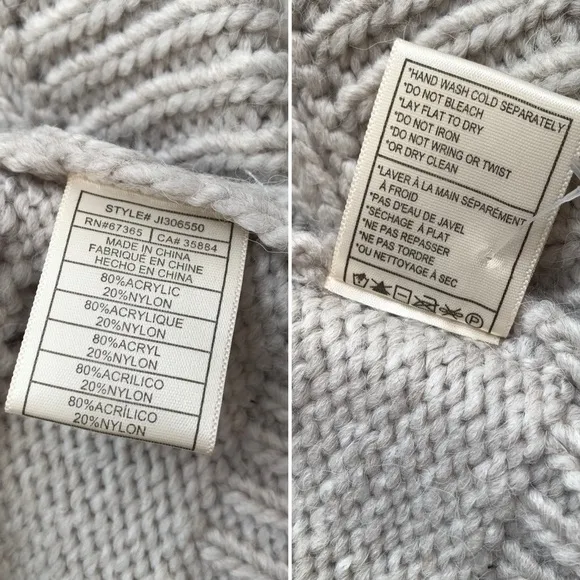 STYLE# JI306550
RN#67365 CA# 35884
MADE IN CHINA
FABRIQUÉ EN CHINE
HECHO EN CHINA
80%ACRYLIC
20%NYLON
80%ACRYLIQUE
20%NYLON
80%ACRYL
20%NYLON
80%ACRILICO
20%NYLON
80%ACRÍLICO
20%NYLON
*HAND WASH COLD SEPARATELY
*DO NOT BLEACH
*LAY FLAT TO DRY
*DO NOT IRON
*DO NOT WRING OR TWIST
*OR DRY CLEAN
*LAVER À LA MAIN SÉPARÉMENT
À FROID
*PAS D'EAU DE JAVEL
*SÉCHAGE À PLAT
*NE PAS REPASSER
*NE PAS TORDRE
*OU NETTOYAGE À SEC
P